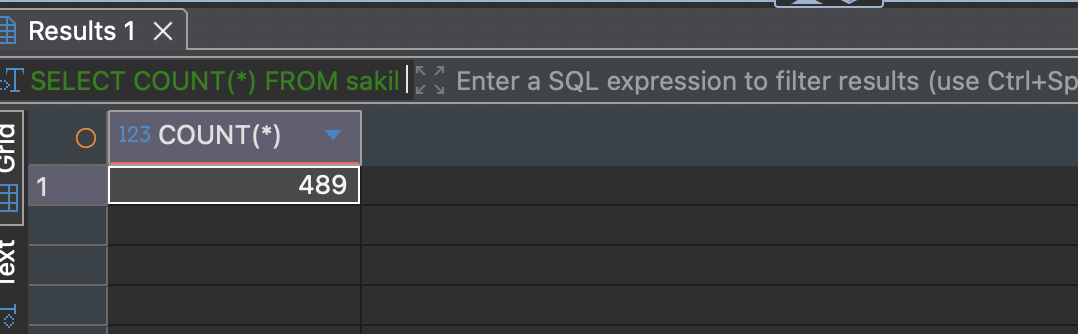 Results 1
SELECT COUNT(*) FROM sakil
Enter a SQL expression to filter results (use Ctrl+Sp
Grid
123 COUNT(*)
1
489
Text